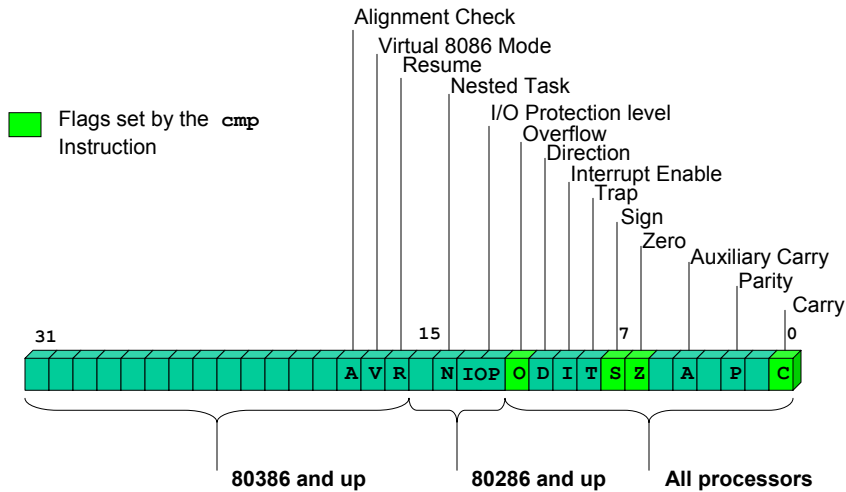 Alignment Check
Virtual 8086 Mode
Resume
Nested Task
I/O Protection level
Overflow
Direction
Interrupt Enable
Trap
Sign
Zero
Auxiliary Carry
Parity
Carry
Flags set by the cmp
Instruction
31 15 7 0
A V R N IOP O D I T S Z A P C
80386 and up 80286 and up All processors